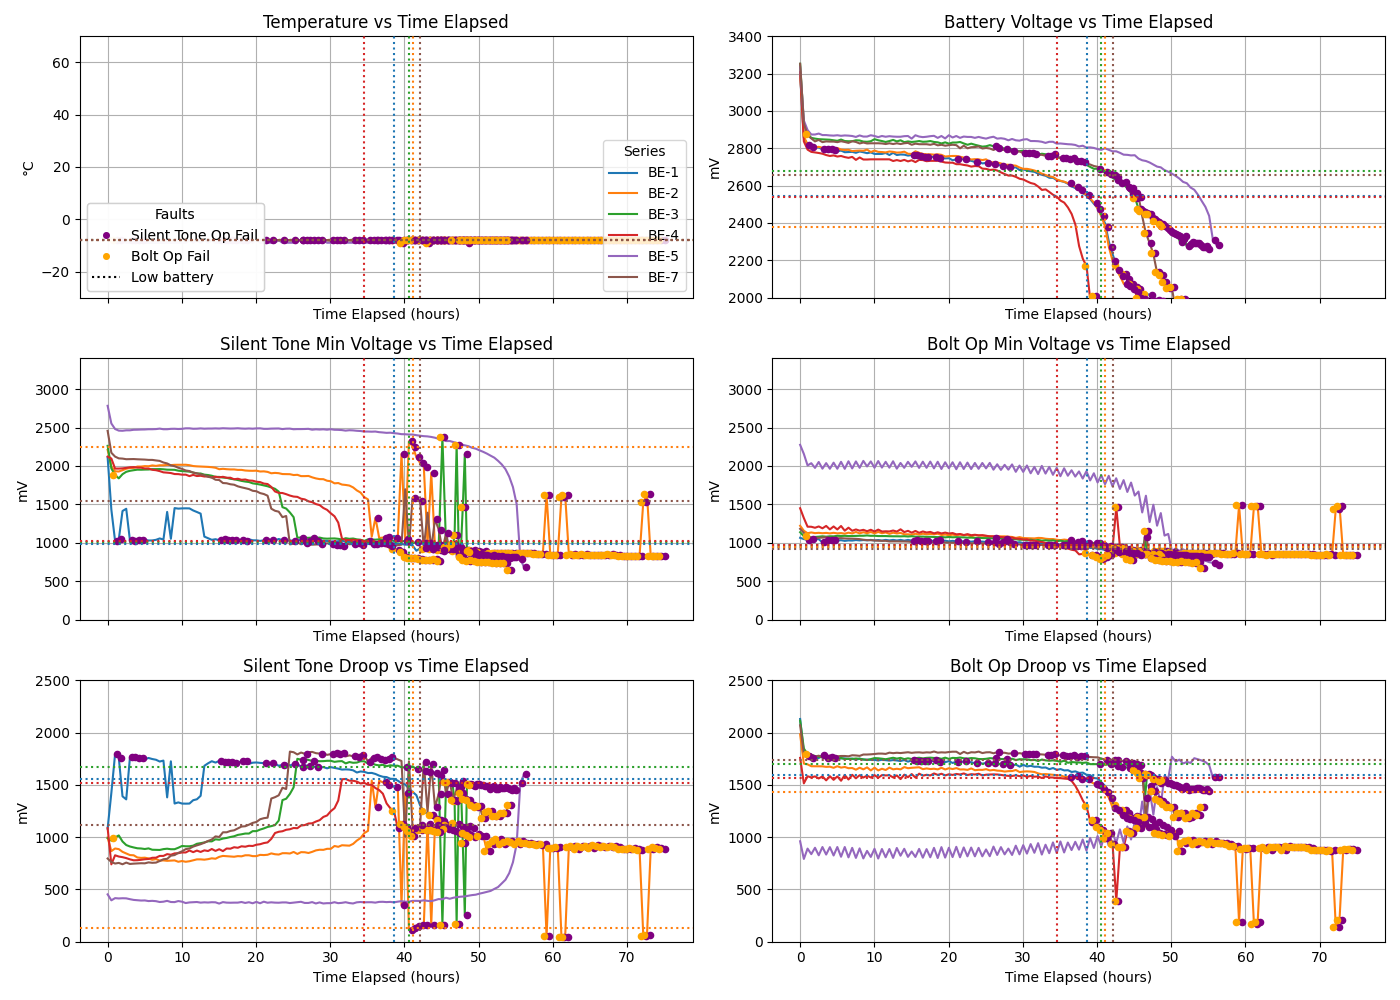 Temperature vs Time Elapsed
60
40
20
0
−20
°C
Time Elapsed (hours)
Faults
Silent Tone Op Fail
Bolt Op Fail
Low battery
Series
BE-1
BE-2
BE-3
BE-4
BE-5
BE-7
Battery Voltage vs Time Elapsed
3400
3200
3000
2800
2600
2400
2200
2000
mV
Time Elapsed (hours)
Silent Tone Min Voltage vs Time Elapsed
3000
2500
2000
1500
1000
500
0
mV
Time Elapsed (hours)
Bolt Op Min Voltage vs Time Elapsed
3000
2500
2000
1500
1000
500
0
mV
Time Elapsed (hours)
Silent Tone Droop vs Time Elapsed
2500
2000
1500
1000
500
0
mV
0 10 20 30 40 50 60 70
Time Elapsed (hours)
Bolt Op Droop vs Time Elapsed
2500
2000
1500
1000
500
0
mV
0 10 20 30 40 50 60 70
Time Elapsed (hours)